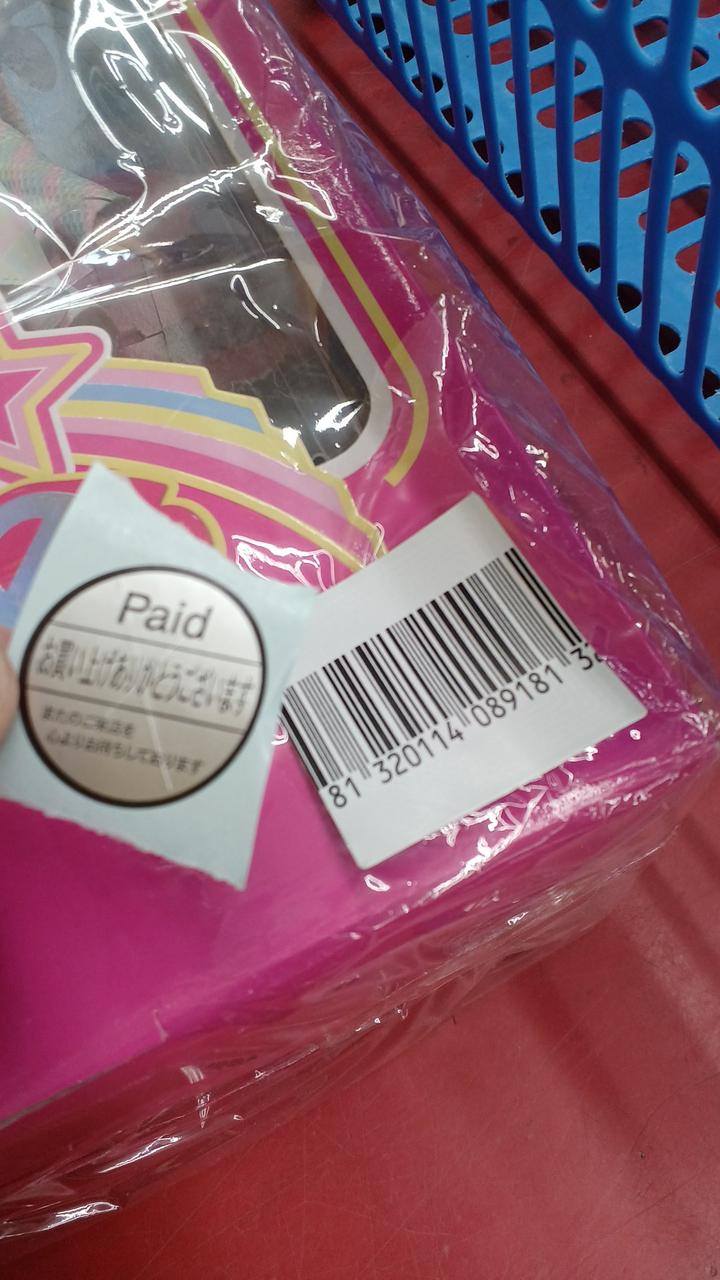 Paid
お買い上げありがとうございます
またのご来店を
心よりお待ちしております
81 320114 089181